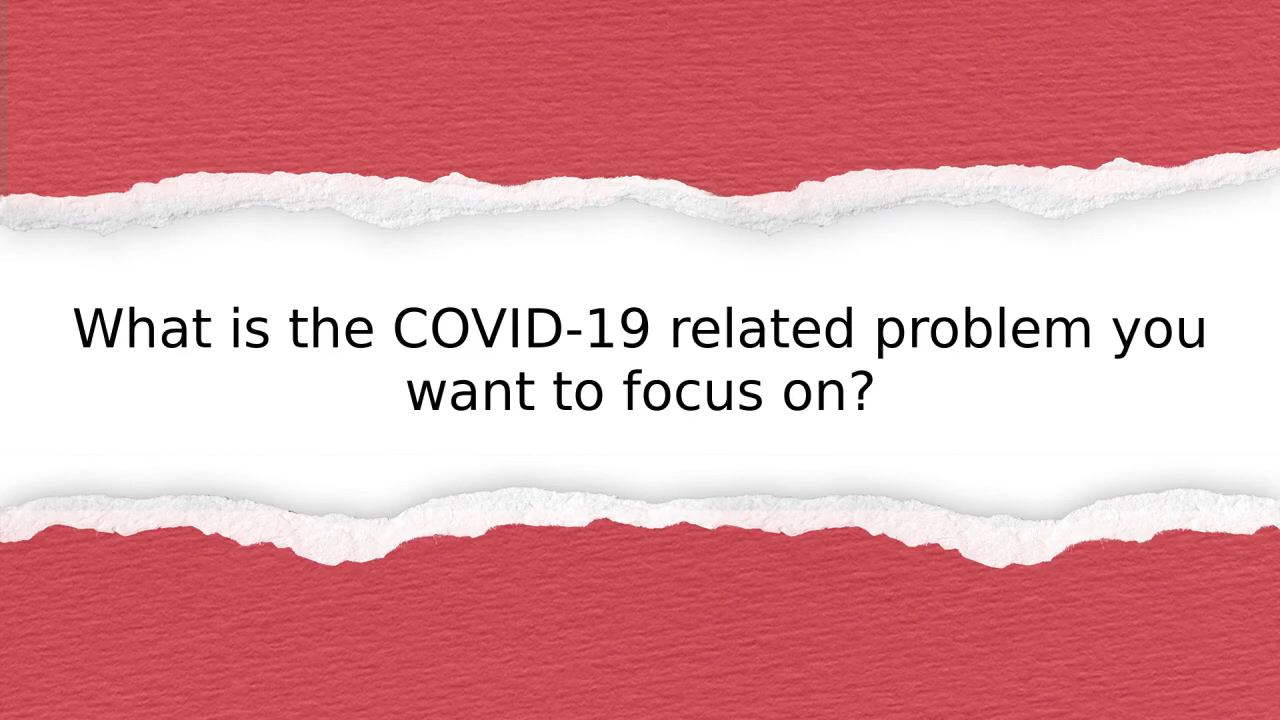 What is the COVID-19 related problem you
want to focus on?